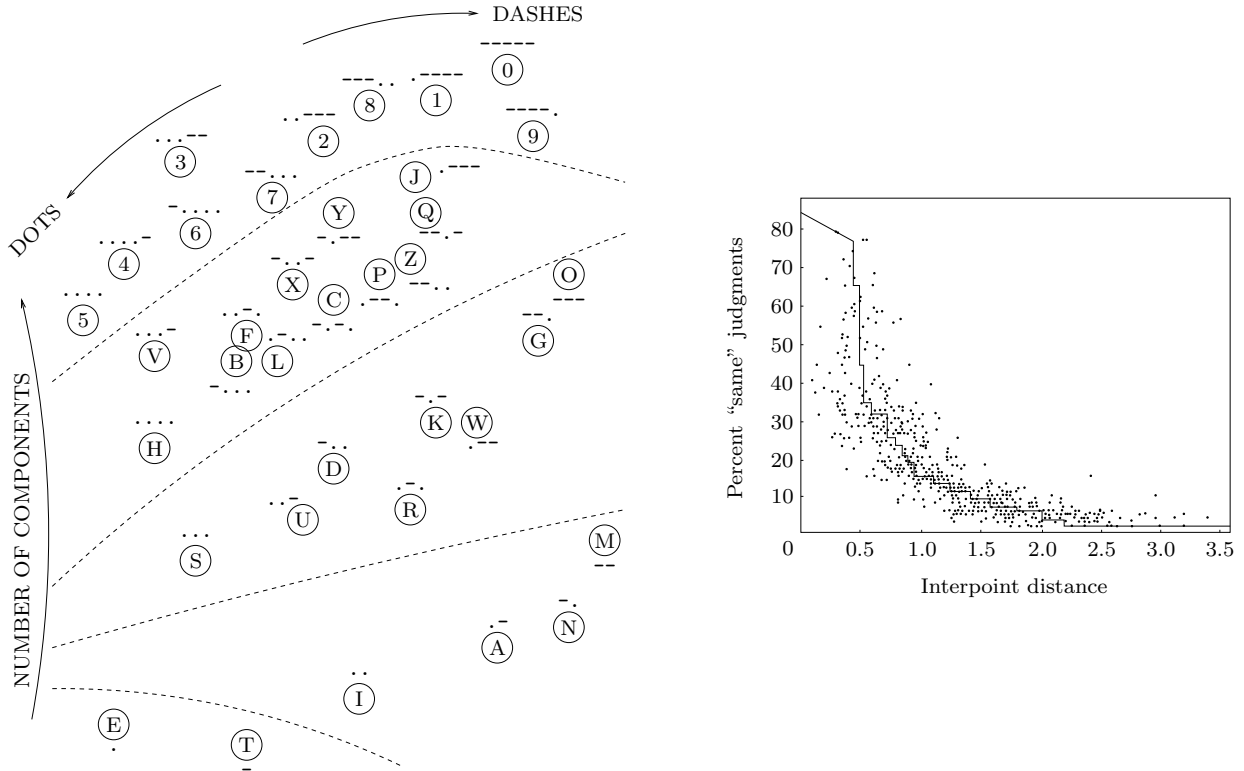 DASHES
0
8
1
2
9
3
7
J
DOTS
6
Y
Q
4
X
P
Z
O
C
5
V
F
G
B
L
K
W
H
D
R
U
S
M
N
A
I
E
T
NUMBER OF COMPONENTS
Percent “same” judgments
80
70
60
50
40
30
20
10
0
0.5
1.0
1.5
2.0
2.5
3.0
3.5
Interpoint distance